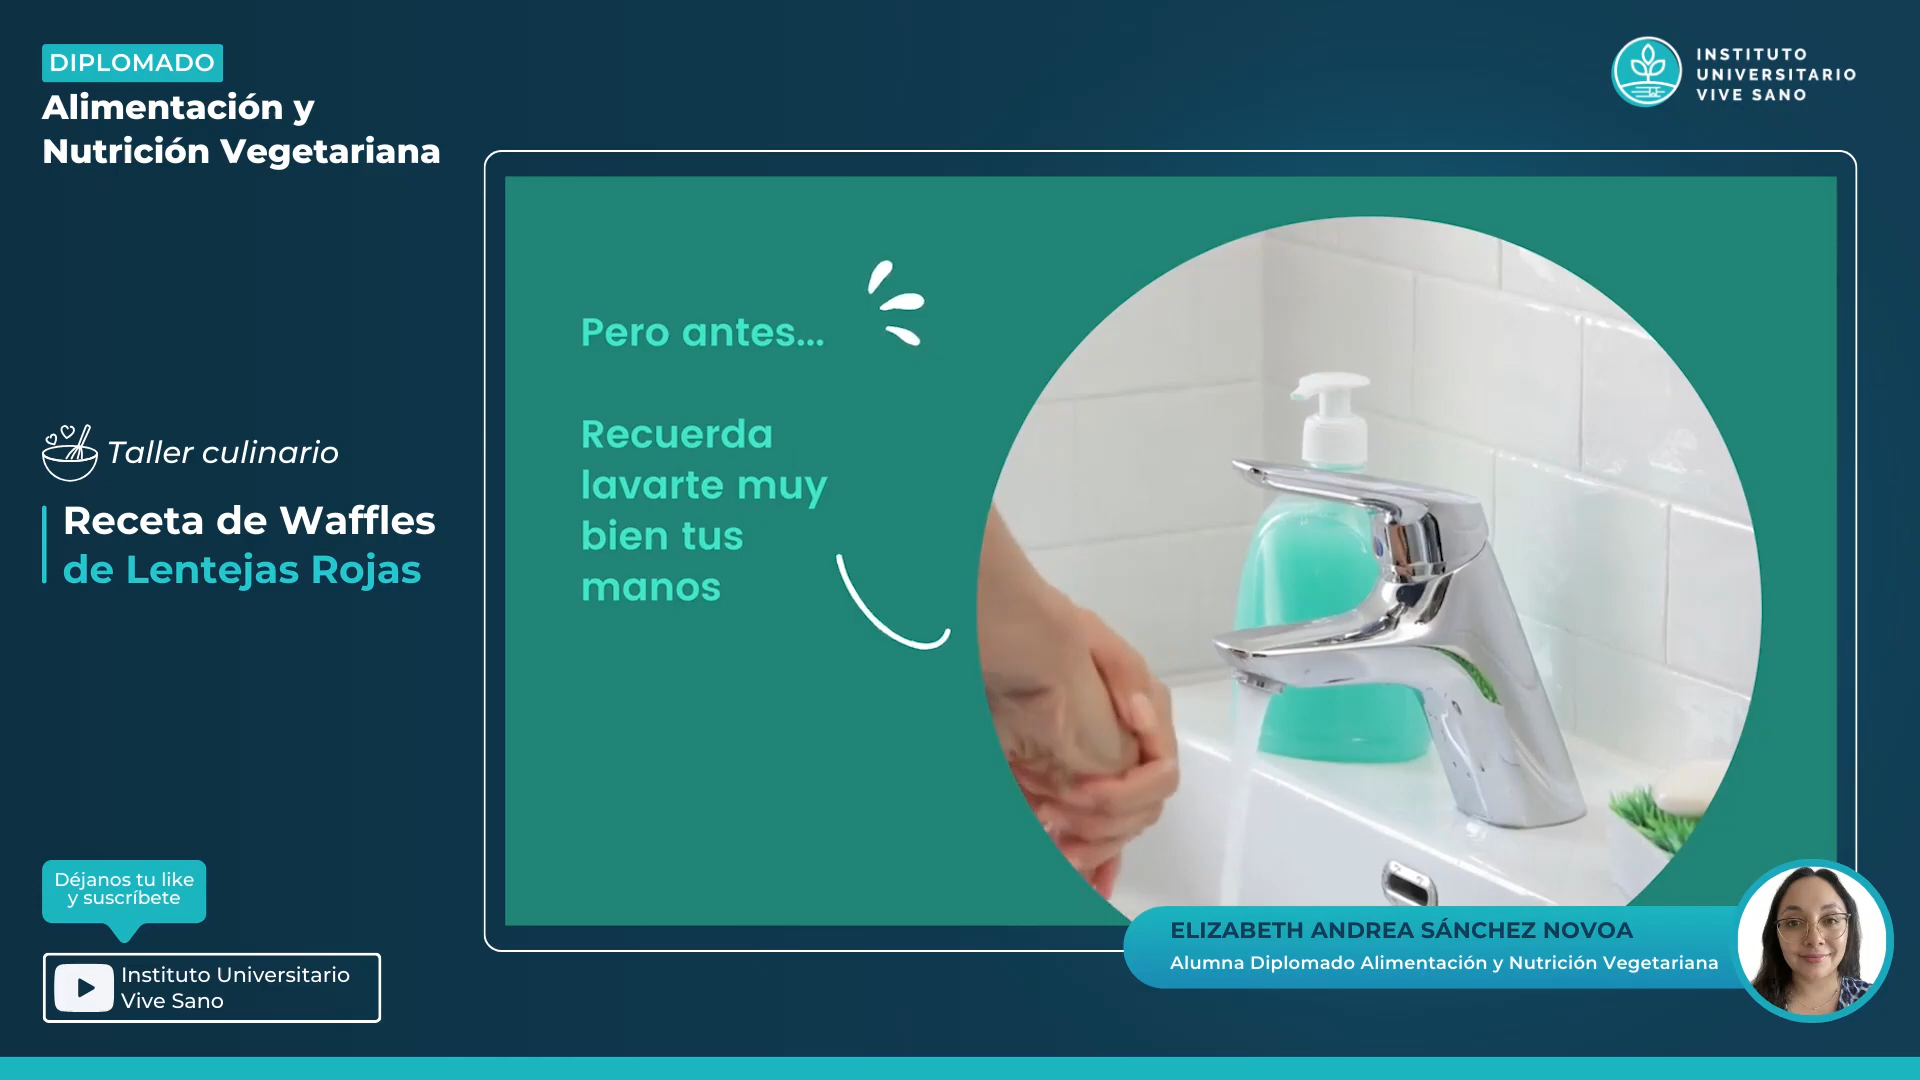 DIPLOMADO
Alimentación y
Nutrición Vegetariana
INSTITUTO
UNIVERSITARIO
VIVE SANO
Taller culinario
Receta de Waffles
de Lentejas Rojas
Pero antes...
Recuerda
lavarte muy
bien tus
manos
Déjanos tu like
y suscríbete
Instituto Universitario
Vive Sano
ELIZABETH ANDREA SÁNCHEZ NOVOA
Alumna Diplomado Alimentación y Nutrición Vegetariana